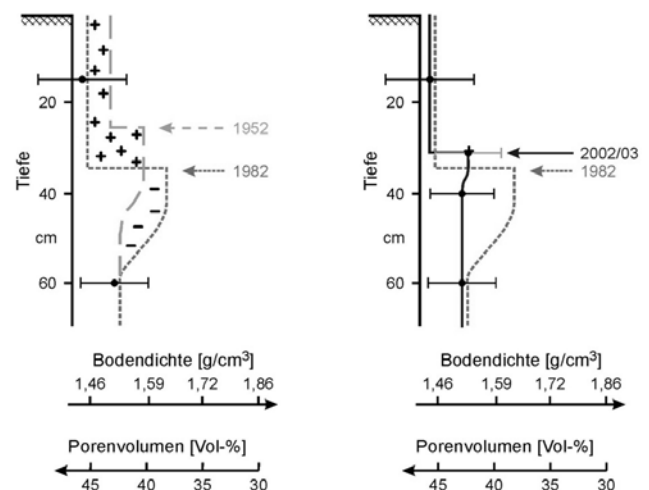 20
1952
1982
Tiefe
40
cm
60
Bodendichte [g/cm³]
1,46 1,59 1,72 1,86
Porenvolumen [Vol-%]
45 40 35 30
20
2002/03
1982
Tiefe
40
cm
60
Bodendichte [g/cm³]
1,46 1,59 1,72 1,86
Porenvolumen [Vol-%]
45 40 35 30